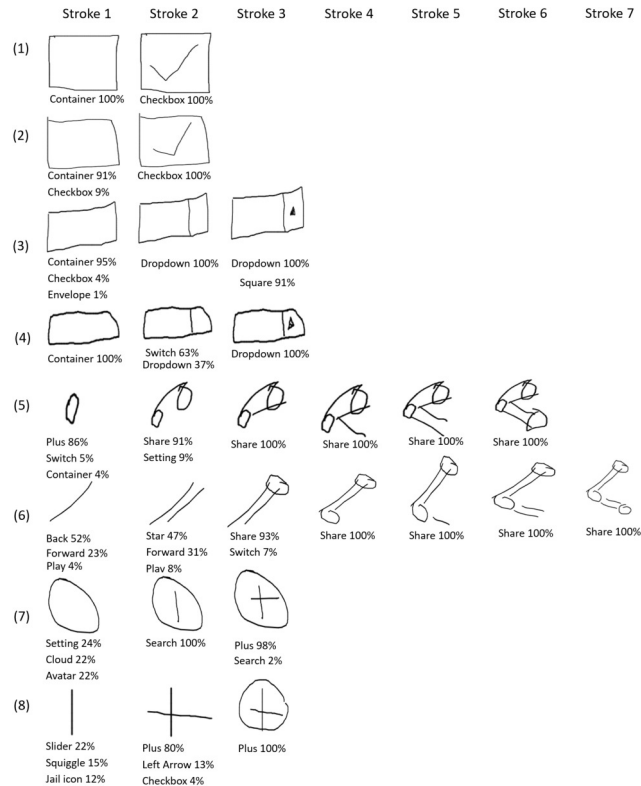 Stroke 1 Stroke 2 Stroke 3 Stroke 4 Stroke 5 Stroke 6 Stroke 7
(1)
Container 100% Checkbox 100%
(2)
Container 91% Checkbox 100%
Checkbox 9%
(3)
Container 95% Dropdown 100% Dropdown 100%
Checkbox 4% Square 91%
Envelope 1%
(4)
Container 100% Switch 63% Dropdown 100%
Dropdown 37%
(5)
Plus 86% Share 91% Share 100% Share 100% Share 100% Share 100%
Switch 5% Setting 9%
Container 4%
(6)
Back 52% Star 47% Share 93% Share 100% Share 100% Share 100% Share 100%
Forward 23% Forward 31% Switch 7%
Play 4% Play 8%
(7)
Setting 24% Search 100% Plus 98%
Cloud 22% Search 2%
Avatar 22%
(8)
Slider 22% Plus 80% Plus 100%
Squiggle 15% Left Arrow 13%
Jail icon 12% Checkbox 4%